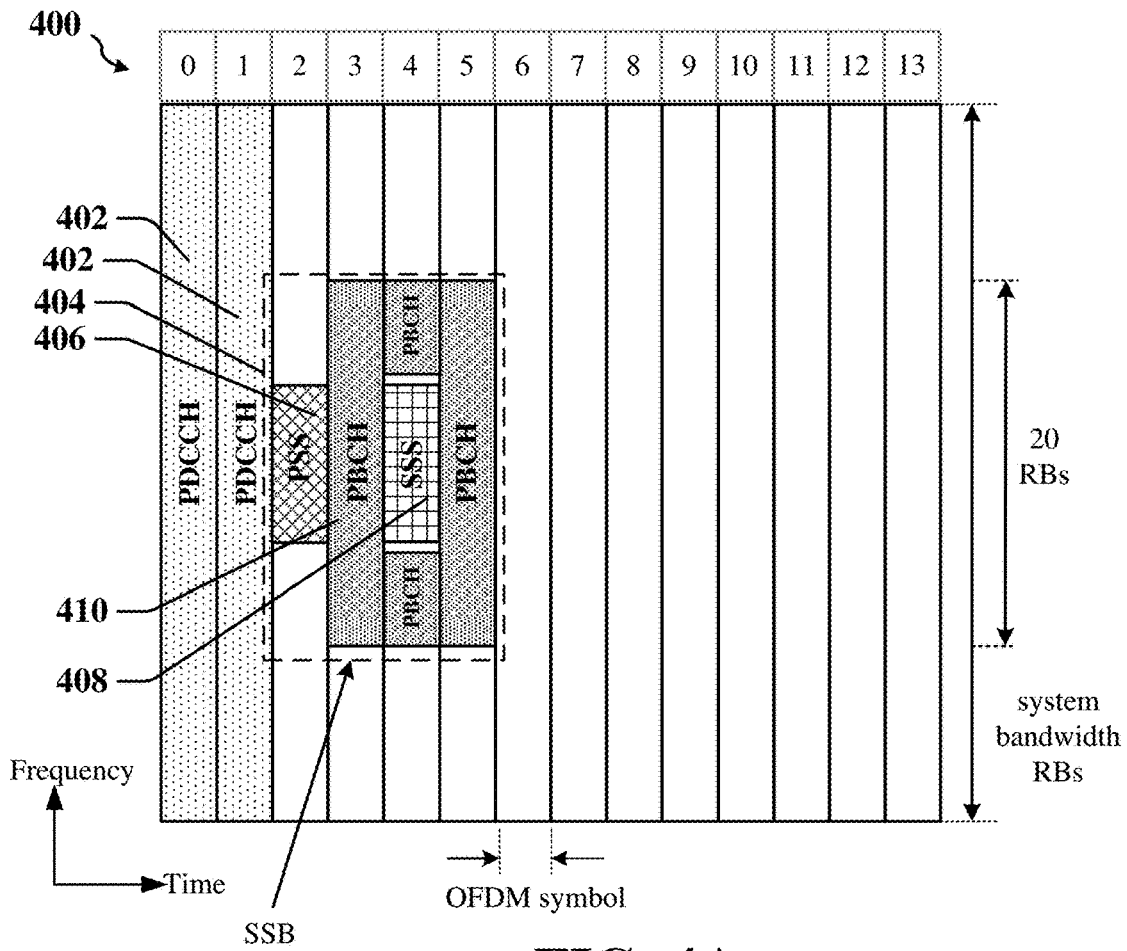 400
0 1 2 3 4 5 6 7 8 9 10 11 12 13
402
402
404
406
PDCCH
PDCCH
PSS
PBCH
PBCH
SSS
PBCH
PBCH
20
RBs
410
408
system
bandwidth
RBs
Frequency
Time
OFDM symbol
SSB